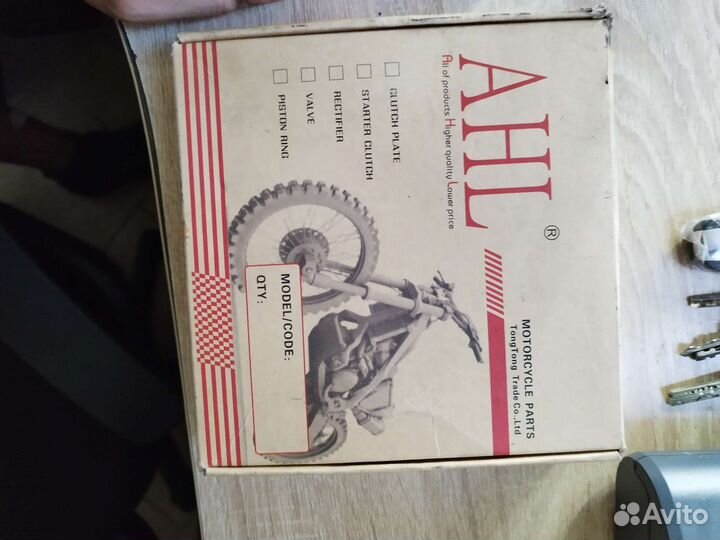 AHL ®
All of products Higher quality Lower price
GLUTCH PLATE
STARTER CLUTCH
RECTIFIER
VALVE
PISTON RING
MOTORCYCLE PARTS
TongTong Trade Co.,Ltd
MODEL/CODE:
QTY:
Avito